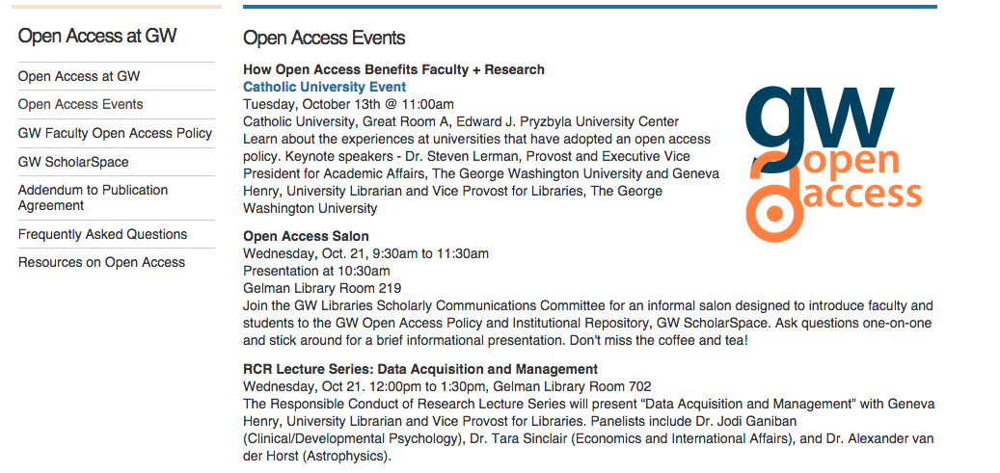 Open Access at GW
Open Access at GW
Open Access Events
GW Faculty Open Access Policy
GW ScholarSpace
Addendum to Publication
Agreement
Frequently Asked Questions
Resources on Open Access
Open Access Events
How Open Access Benefits Faculty + Research
Catholic University Event
Tuesday, October 13th @ 11:00am
Catholic University, Great Room A, Edward J. Pryzbyla University Center
Learn about the experiences at universities that have adopted an open access
policy. Keynote speakers - Dr. Steven Lerman, Provost and Executive Vice
President for Academic Affairs, The George Washington University and Geneva
Henry, University Librarian and Vice Provost for Libraries, The George
Washington University
gw
open
access
Open Access Salon
Wednesday, Oct. 21, 9:30am to 11:30am
Presentation at 10:30am
Gelman Library Room 219
Join the GW Libraries Scholarly Communications Committee for an informal salon designed to introduce faculty and
students to the GW Open Access Policy and Institutional Repository, GW ScholarSpace. Ask questions one-on-one
and stick around for a brief informational presentation. Don't miss the coffee and tea!
RCR Lecture Series: Data Acquisition and Management
Wednesday, Oct 21. 12:00pm to 1:30pm, Gelman Library Room 702
The Responsible Conduct of Research Lecture Series will present “Data Acquisition and Management” with Geneva
Henry, University Librarian and Vice Provost for Libraries. Panelists include Dr. Jodi Ganiban
(Clinical/Developmental Psychology), Dr. Tara Sinclair (Economics and International Affairs), and Dr. Alexander van
der Horst (Astrophysics).